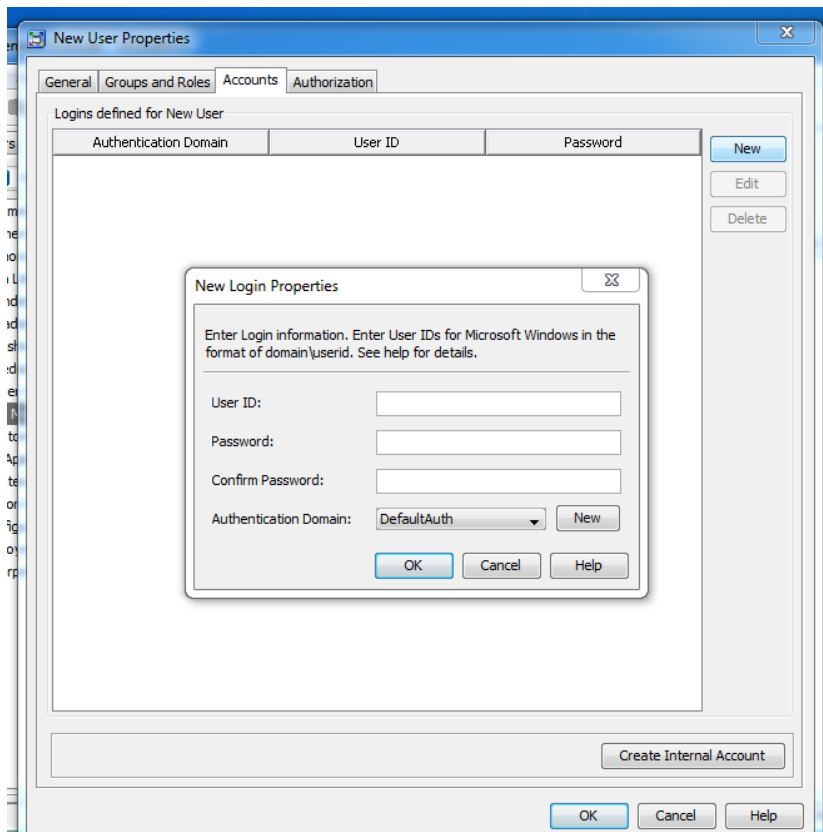 New User Properties
General Groups and Roles Accounts Authorization
Logins defined for New User
Authentication Domain User ID Password
New
Edit
Delete
New Login Properties
Enter Login information. Enter User IDs for Microsoft Windows in the
format of domain\userid. See help for details.
User ID:
Password:
Confirm Password:
Authentication Domain: DefaultAuth New
OK Cancel Help
Create Internal Account
OK Cancel Help